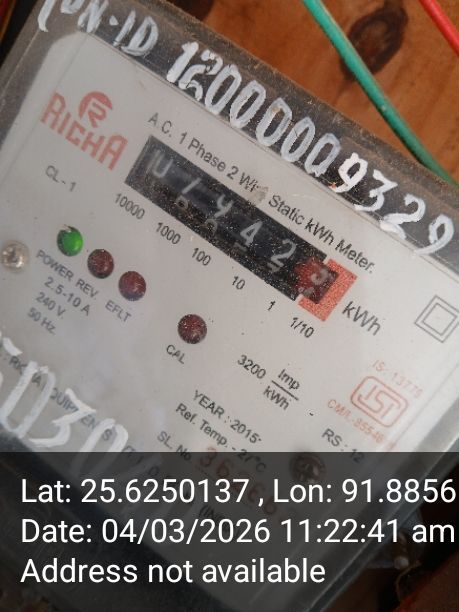 CON-ID 12000009329
RICHA
A.C. 1 Phase 2 Wire Static kWh Meter.
CL-1
10000 1000 100 10 1 1/10
kWh
POWER REV EFLT
2.5-10 A
240 V.
50 Hz.
CAL
3200 Imp/kWh
IS-13779
YEARː 2015
Ref. Temp.- 27°C
RS: 12
SL. No.
Lat: 25.6250137 , Lon: 91.8856
Date: 04/03/2026 11:22:41 am
Address not available